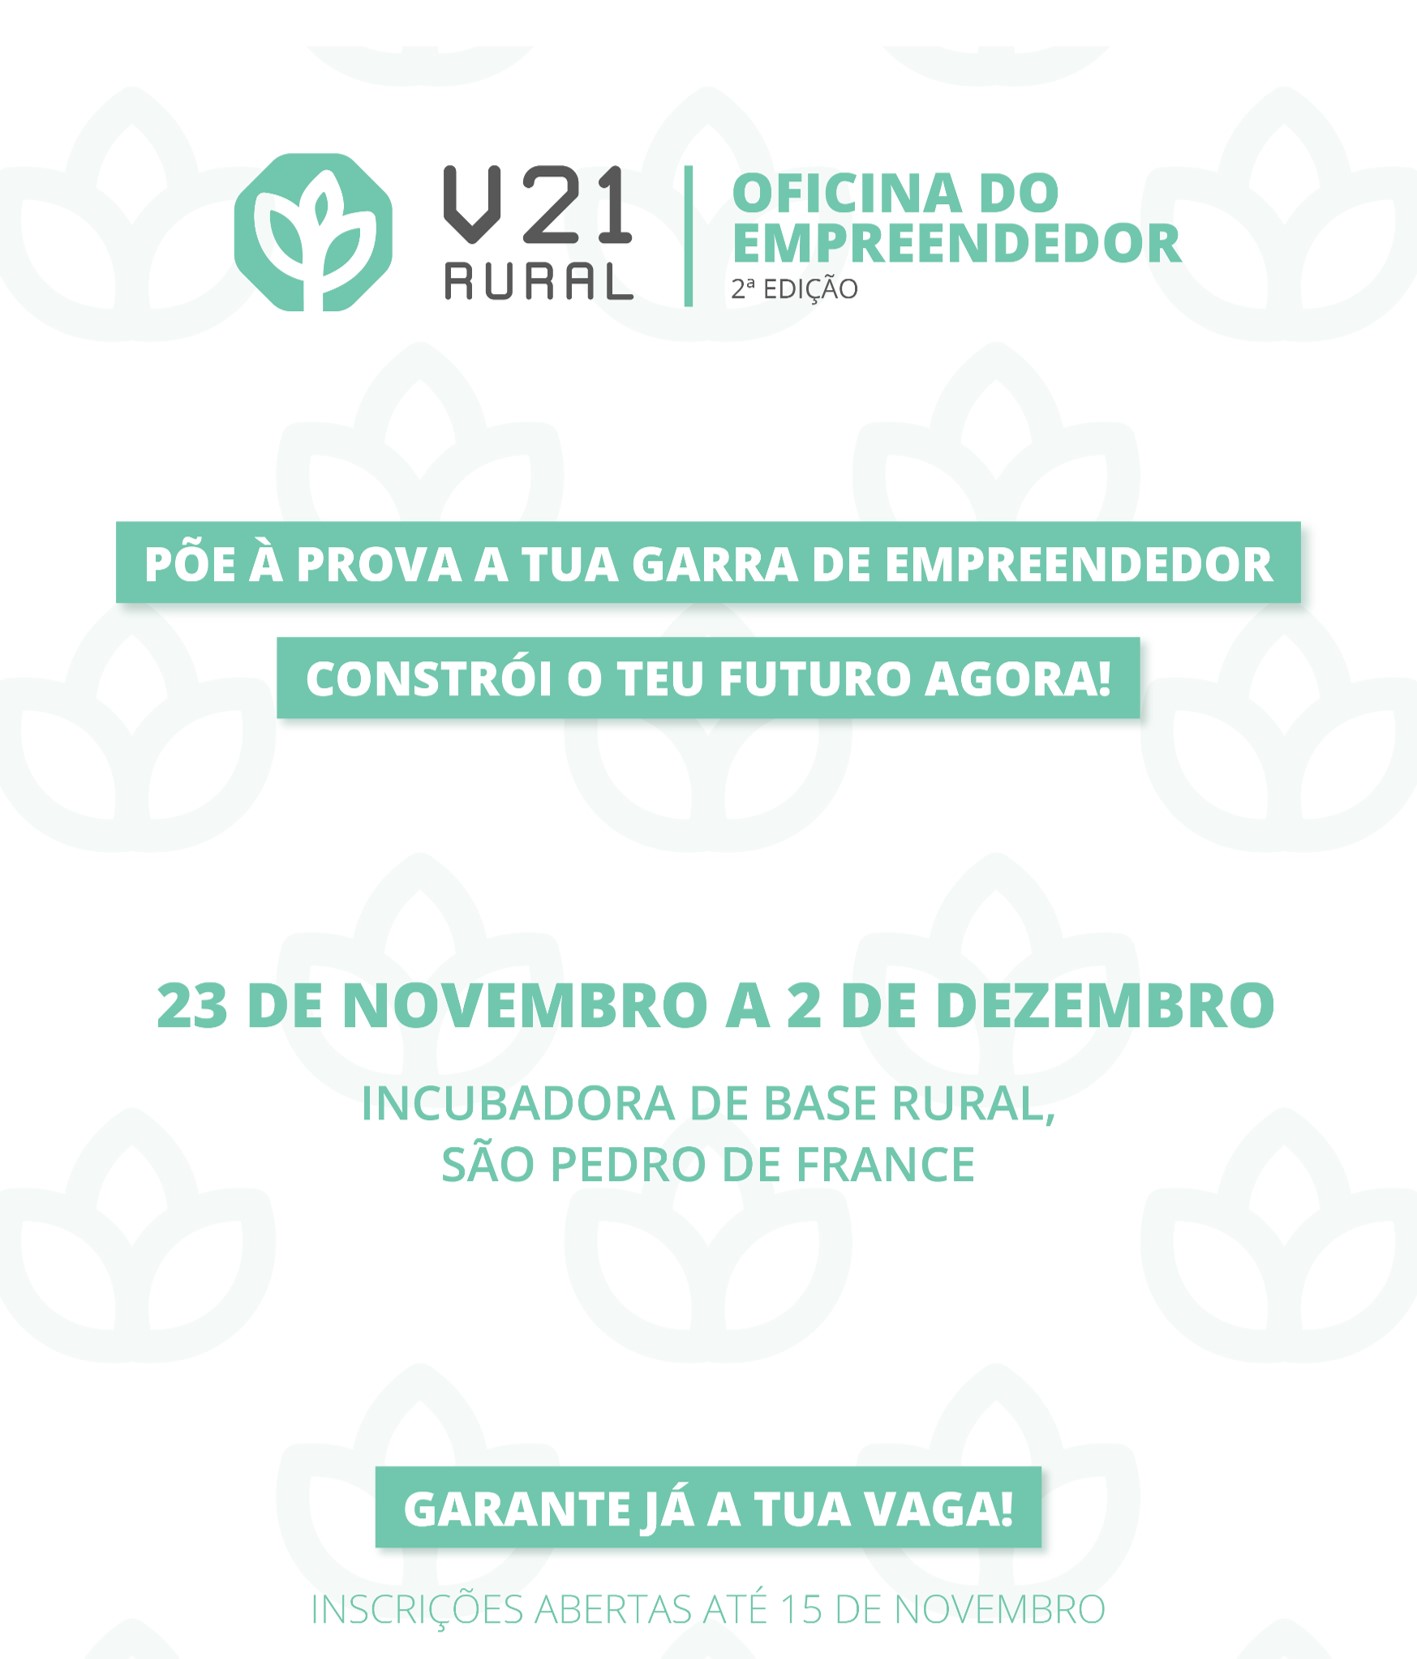 V21
RURAL
OFICINA DO
EMPREENDEDOR
2ª EDIÇÃO
PÕE À PROVA A TUA GARRA DE EMPREENDEDOR
CONSTRÓI O TEU FUTURO AGORA!
23 DE NOVEMBRO A 2 DE DEZEMBRO
INCUBADORA DE BASE RURAL,
SÃO PEDRO DE FRANCE
GARANTE JÁ A TUA VAGA!
INSCRIÇÕES ABERTAS ATÉ 15 DE NOVEMBRO